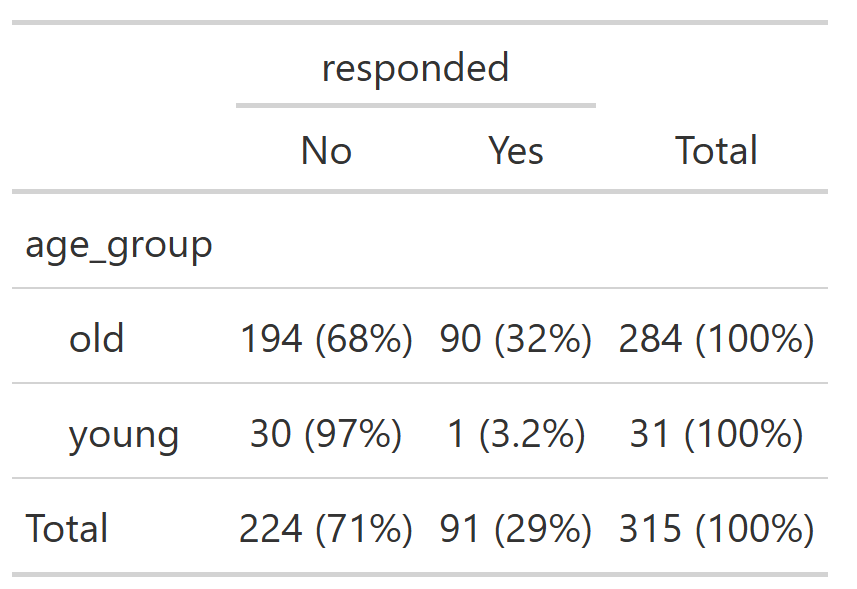 responded
No Yes Total
age_group
old 194 (68%) 90 (32%) 284 (100%)
young 30 (97%) 1 (3.2%) 31 (100%)
Total 224 (71%) 91 (29%) 315 (100%)